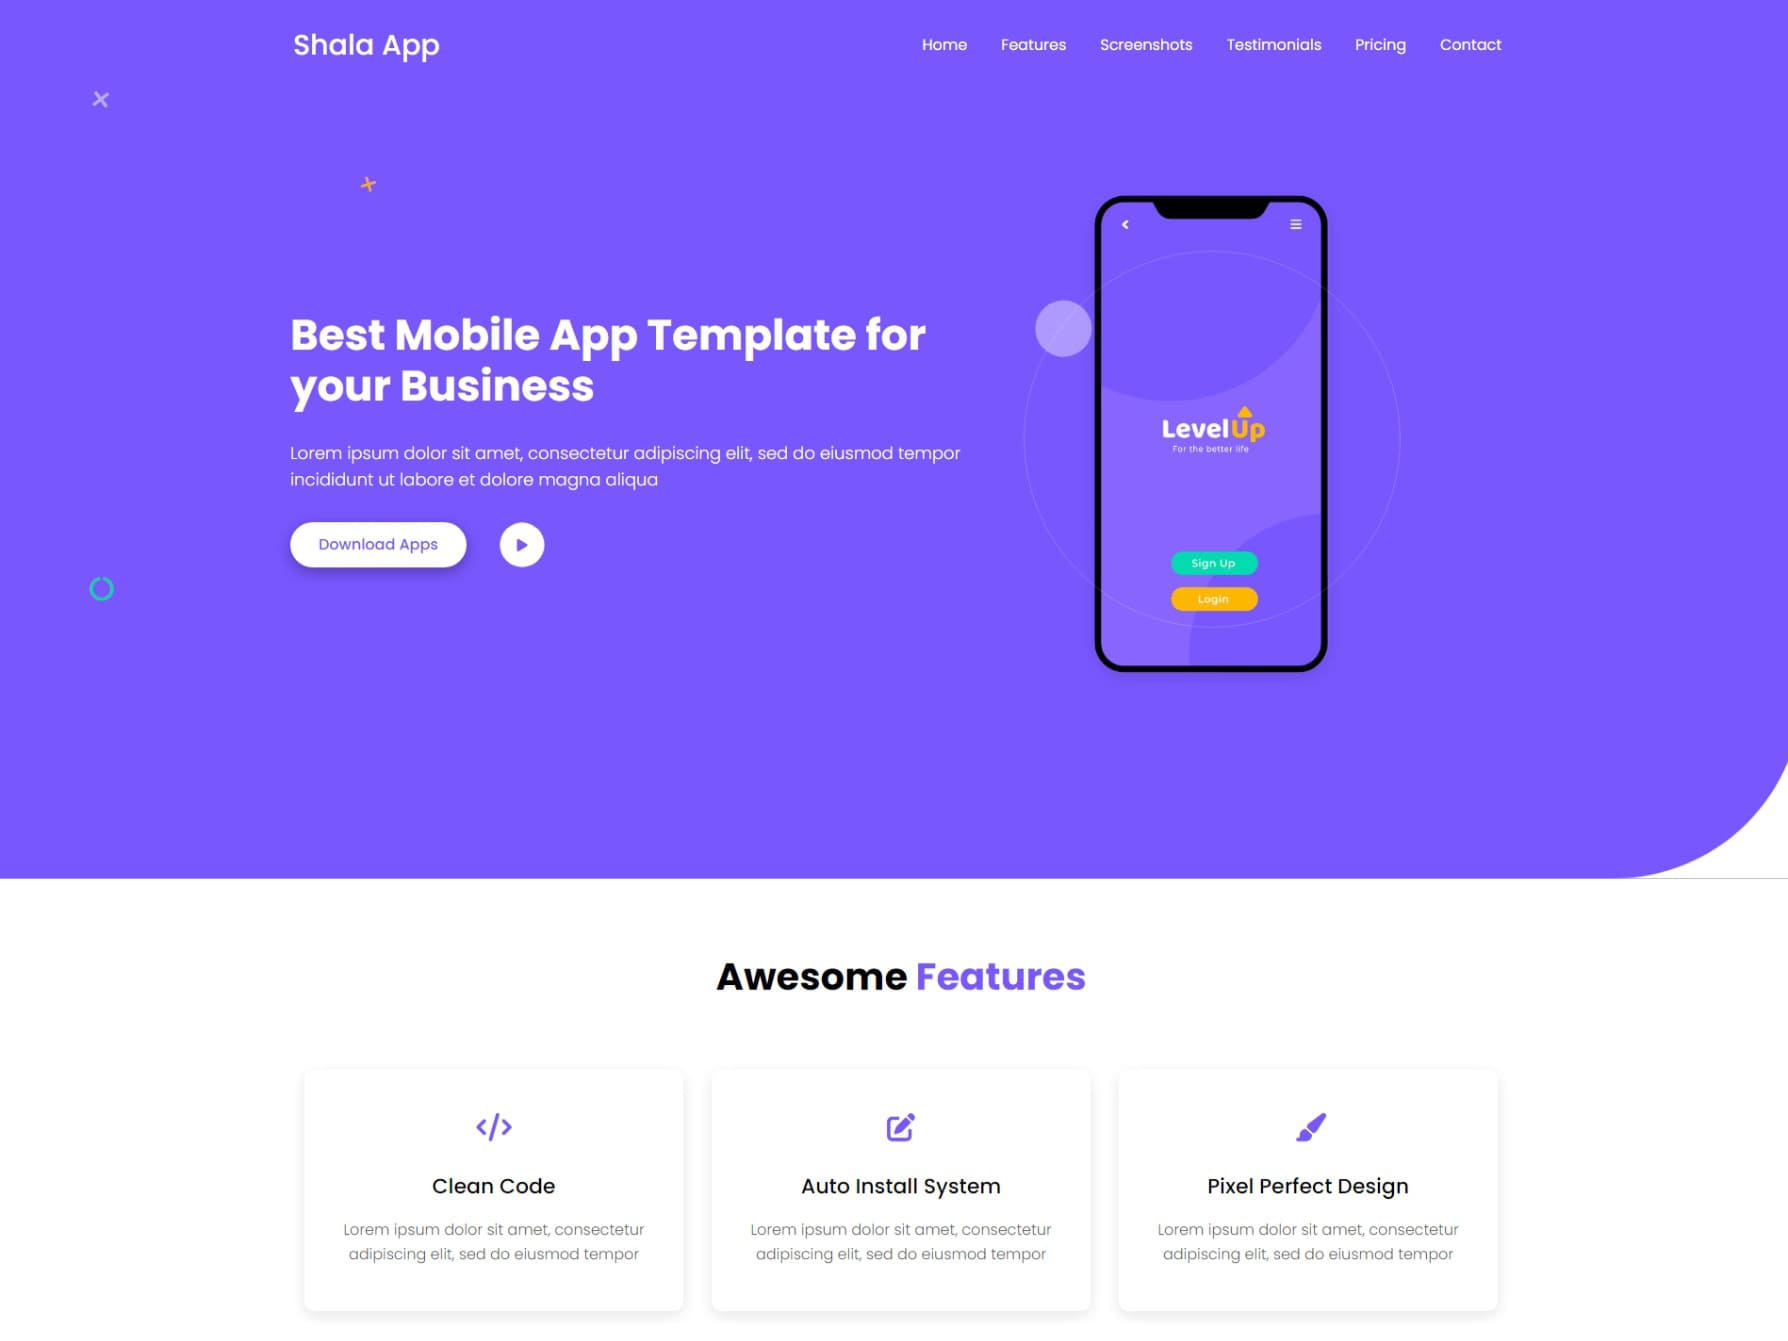 Shala App
Home Features Screenshots Testimonials Pricing Contact
Best Mobile App Template for
your Business
Lorem ipsum dolor sit amet, consectetur adipiscing elit, sed do eiusmod tempor
incididunt ut labore et dolore magna aliqua
Download Apps
LevelUp
For the better life
Sign Up
Login
Awesome Features
Clean Code
Lorem ipsum dolor sit amet, consectetur
adipiscing elit, sed do eiusmod tempor
Auto Install System
Lorem ipsum dolor sit amet, consectetur
adipiscing elit, sed do eiusmod tempor
Pixel Perfect Design
Lorem ipsum dolor sit amet, consectetur
adipiscing elit, sed do eiusmod tempor